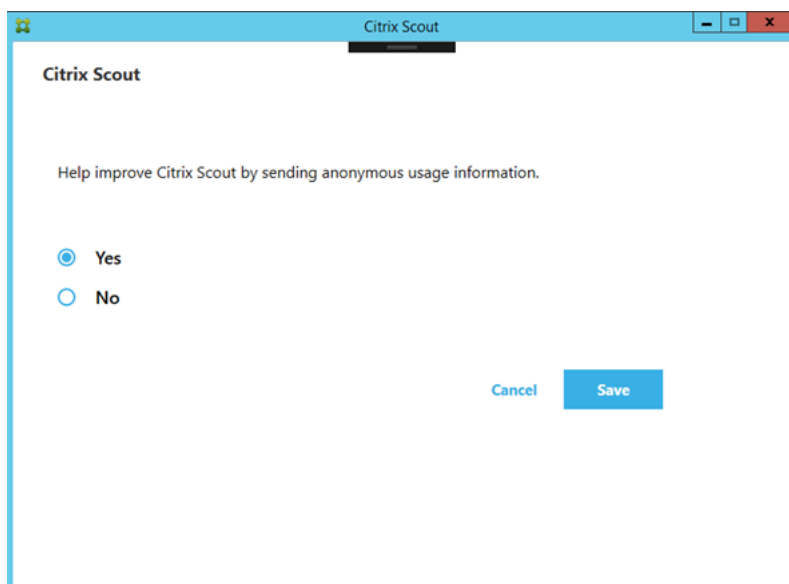 Citrix Scout
Citrix Scout
Help improve Citrix Scout by sending anonymous usage information.
Yes
No
Cancel Save